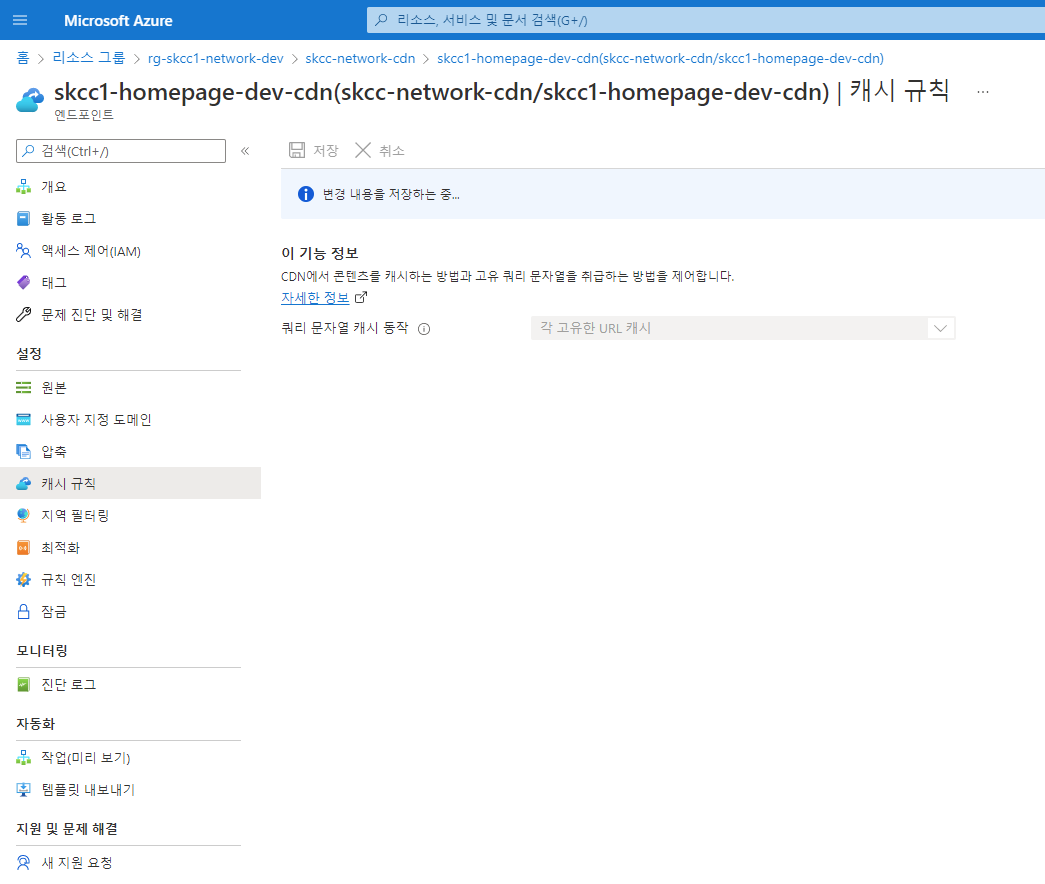 Microsoft Azure
리소스, 서비스 및 문서 검색(G+/)
홈 > 리소스 그룹 > rg-skcc1-network-dev > skcc-network-cdn > skcc1-homepage-dev-cdn(skcc-network-cdn/skcc1-homepage-dev-cdn)
skcc1-homepage-dev-cdn(skcc-network-cdn/skcc1-homepage-dev-cdn) | 캐시 규칙 ...
엔드포인트
검색(Ctrl+/) «
저장 취소
변경 내용을 저장하는 중...
이 기능 정보
CDN에서 콘텐츠를 캐시하는 방법과 고유 쿼리 문자열을 취급하는 방법을 제어합니다.
자세한 정보
쿼리 문자열 캐시 동작 각 고유한 URL 캐시
개요
활동 로그
액세스 제어(IAM)
태그
문제 진단 및 해결
설정
원본
사용자 지정 도메인
압축
캐시 규칙
지역 필터링
최적화
규칙 엔진
잠금
모니터링
진단 로그
자동화
작업(미리 보기)
템플릿 내보내기
지원 및 문제 해결
새 지원 요청